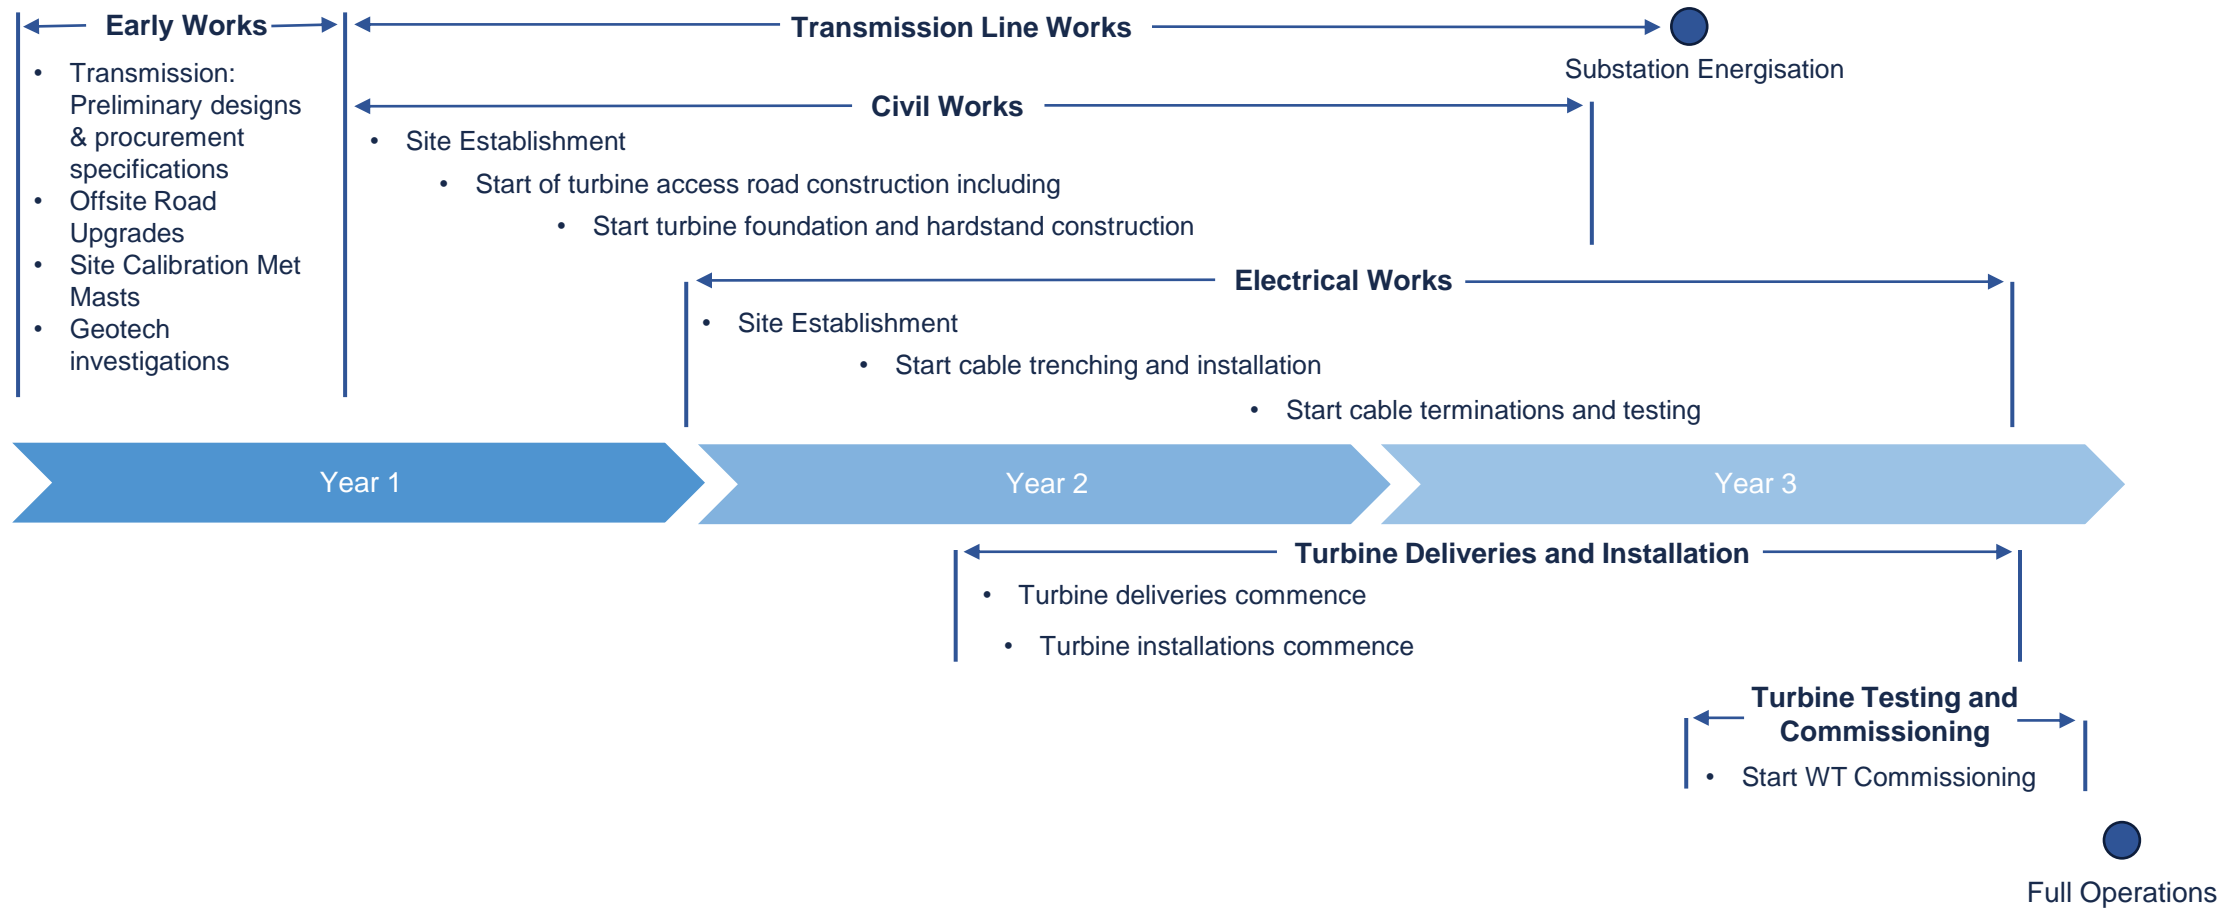 Early Works
• Transmission:
Preliminary designs
& procurement
specifications
• Offsite Road
Upgrades
• Site Calibration Met
Masts
• Geotech
investigations
Transmission Line Works
Substation Energisation
Civil Works
• Site Establishment
• Start of turbine access road construction including
• Start turbine foundation and hardstand construction
Electrical Works
• Site Establishment
• Start cable trenching and installation
• Start cable terminations and testing
Year 1
Year 2
Year 3
Turbine Deliveries and Installation
• Turbine deliveries commence
• Turbine installations commence
Turbine Testing and
Commissioning
• Start WT Commissioning
Full Operations